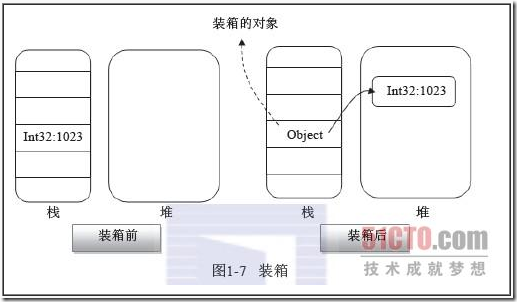 装箱的对象
Int32:1023
Object
Int32:1023
栈
堆
栈
堆
装箱前
装箱后
51CTO.com
技术成就梦想
图1-7 装箱